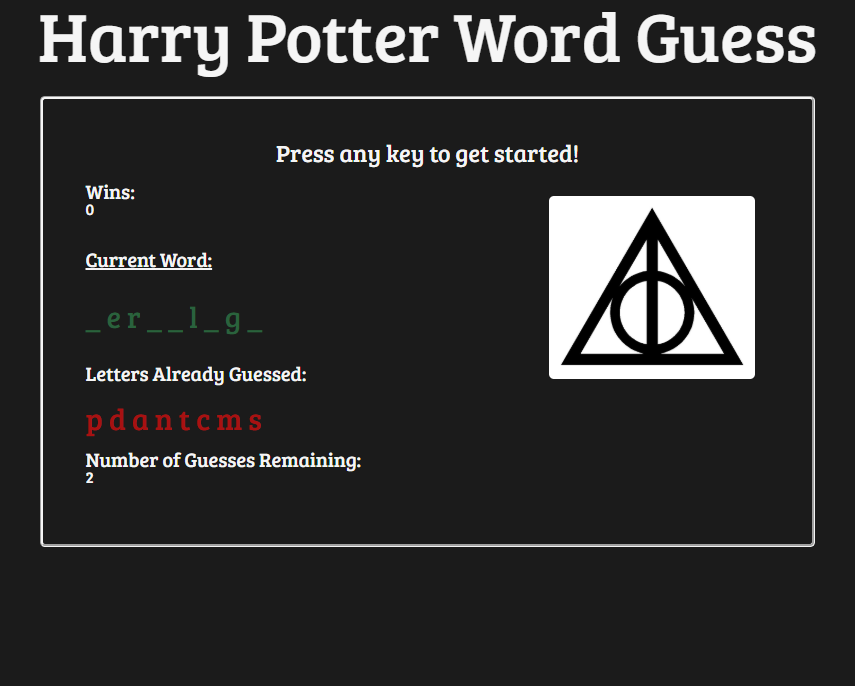 Harry Potter Word Guess
Press any key to get started!
Wins:
0
Current Word:
_ e r _ _ l _ g _
Letters Already Guessed:
p d a n t c m s
Number of Guesses Remaining:
2